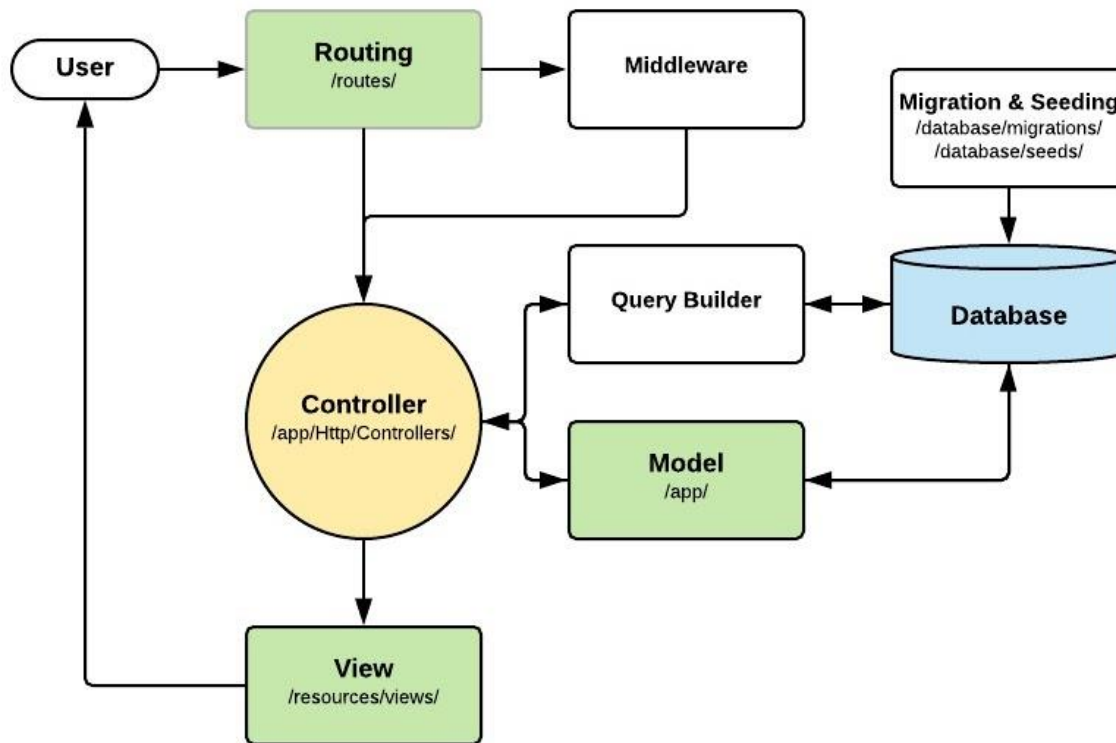 User
Routing
/routes/
Middleware
Migration & Seeding
/database/migrations/
/database/seeds/
Query Builder
Database
Controller
/app/Http/Controllers/
Model
/app/
View
/resources/views/